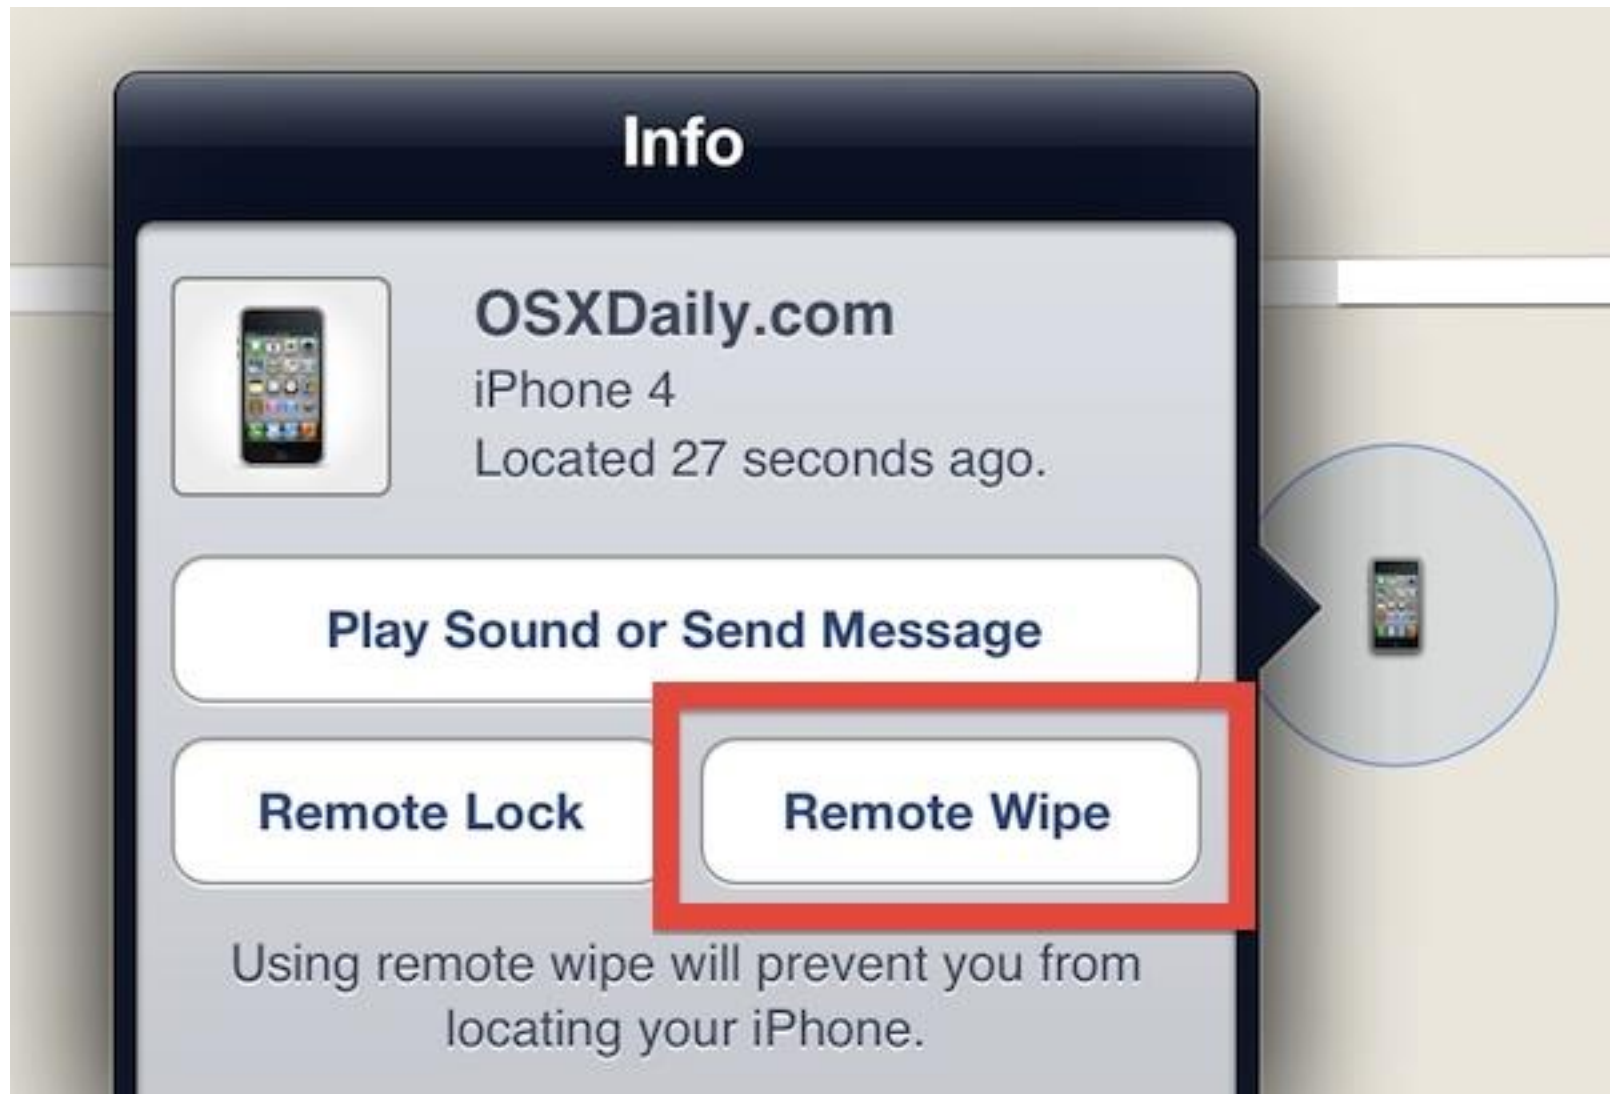 Info
OSXDaily.com
iPhone 4
Located 27 seconds ago.
Play Sound or Send Message
Remote Lock
Remote Wipe
Using remote wipe will prevent you from
locating your iPhone.